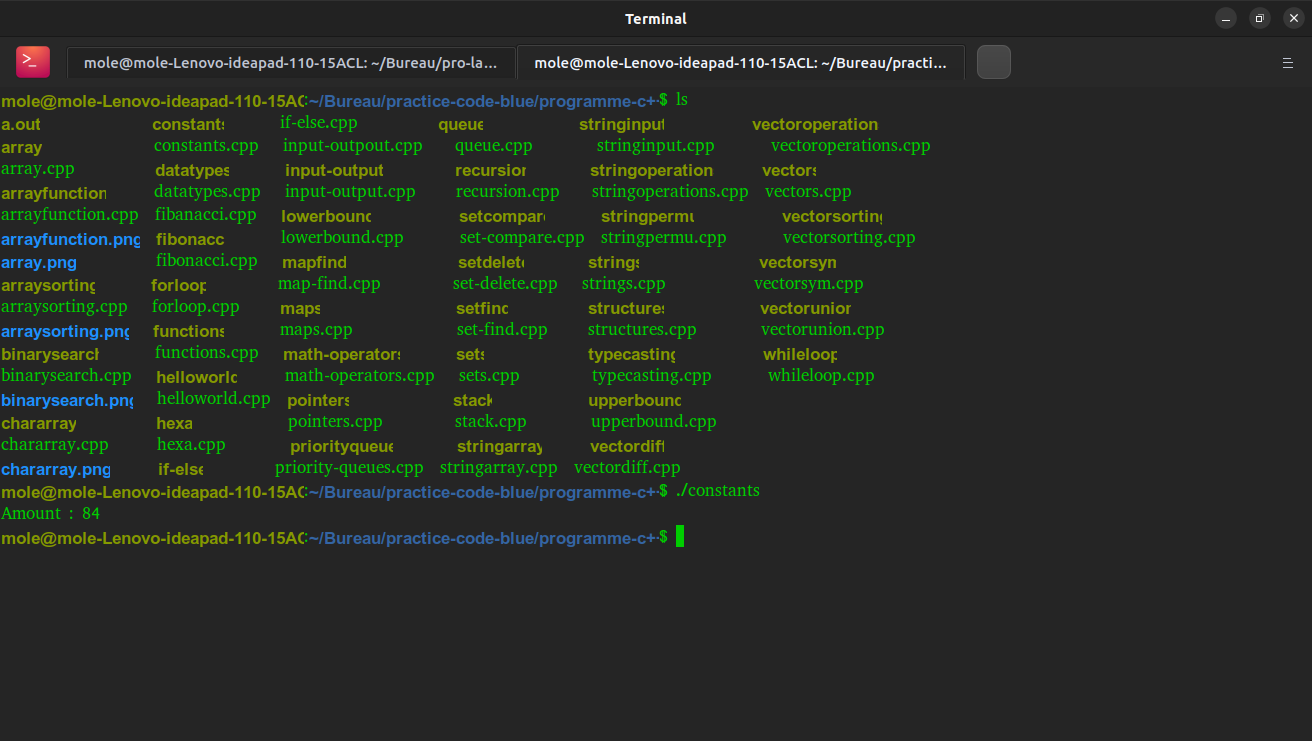 Terminal
>_ mole@mole-Lenovo-ideapad-110-15ACL: ~/Bureau/pro-la... mole@mole-Lenovo-ideapad-110-15ACL: ~/Bureau/practi...
mole@mole-Lenovo-ideapad-110-15AC:~/Bureau/practice-code-blue/programme-c+$ ls
a.out constants if-else.cpp queue stringinput vectoroperation
array constants.cpp input-outpout.cpp queue.cpp stringinput.cpp vectoroperations.cpp
array.cpp datatypes input-output recursion stringoperation vectors
arrayfunction datatypes.cpp input-output.cpp recursion.cpp stringoperations.cpp vectors.cpp
arrayfunction.cpp fibanacci.cpp lowerbound setcompare stringpermu vectorsorting
arrayfunction.png fibonacc lowerbound.cpp set-compare.cpp stringpermu.cpp vectorsorting.cpp
array.png fibonacci.cpp mapfind setdelete strings vectorsym
arraysorting forloop map-find.cpp set-delete.cpp strings.cpp vectorsym.cpp
arraysorting.cpp forloop.cpp maps setfind structures vectorunion
arraysorting.png functions maps.cpp set-find.cpp structures.cpp vectorunion.cpp
binarysearch functions.cpp math-operators sets typecasting whileloop
binarysearch.cpp helloworld math-operators.cpp sets.cpp typecasting.cpp whileloop.cpp
binarysearch.png helloworld.cpp pointers stack upperbound
chararray hexa pointers.cpp stack.cpp upperbound.cpp
chararray.cpp hexa.cpp priorityqueue stringarray vectordiff
chararray.png if-else priority-queues.cpp stringarray.cpp vectordiff.cpp
mole@mole-Lenovo-ideapad-110-15AC:~/Bureau/practice-code-blue/programme-c+$ ./constants
Amount : 84
mole@mole-Lenovo-ideapad-110-15AC:~/Bureau/practice-code-blue/programme-c+$